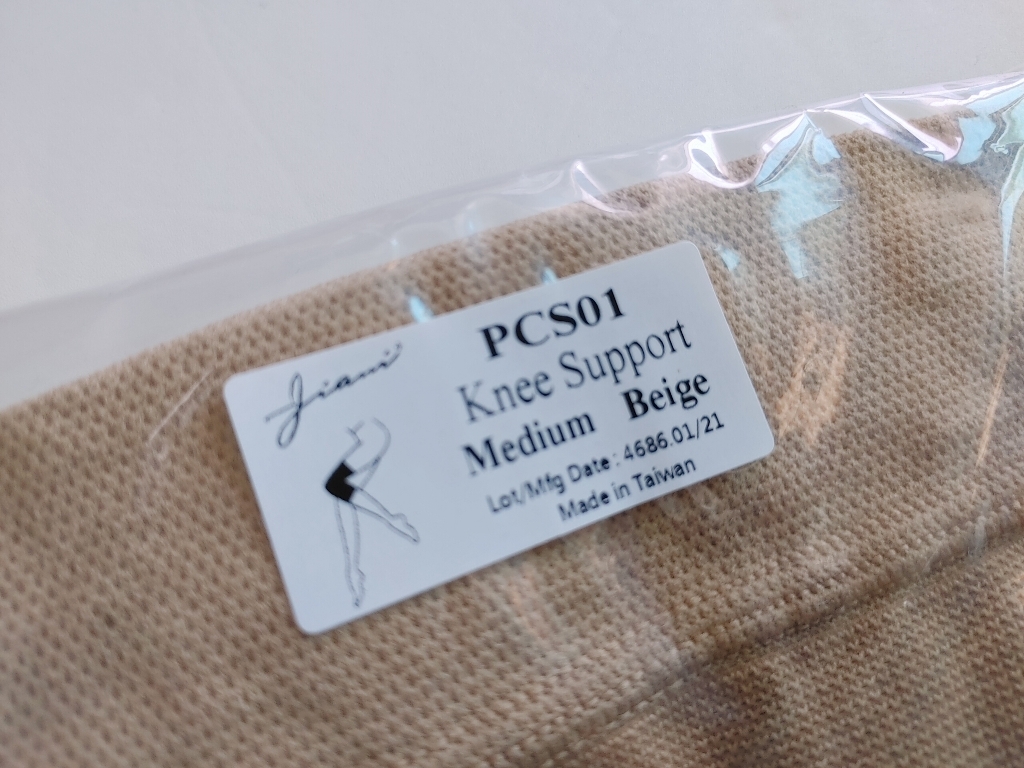 Jiani
PCS01
Knee Support
Medium Beige
Lot/Mfg Date : 4686.01/21
Made in Taiwan